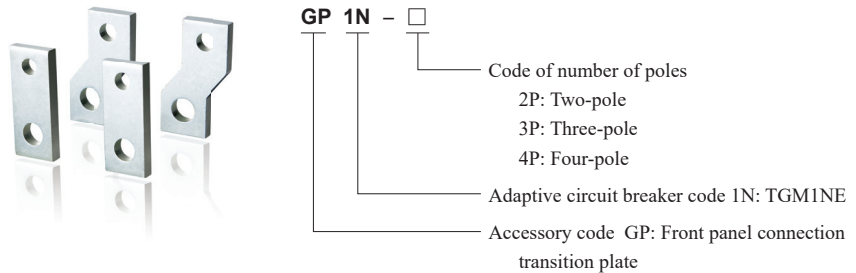 GP 1N – □
Code of number of poles
2P: Two-pole
3P: Three-pole
4P: Four-pole
Adaptive circuit breaker code 1N: TGM1NE
Accessory code GP: Front panel connection
transition plate